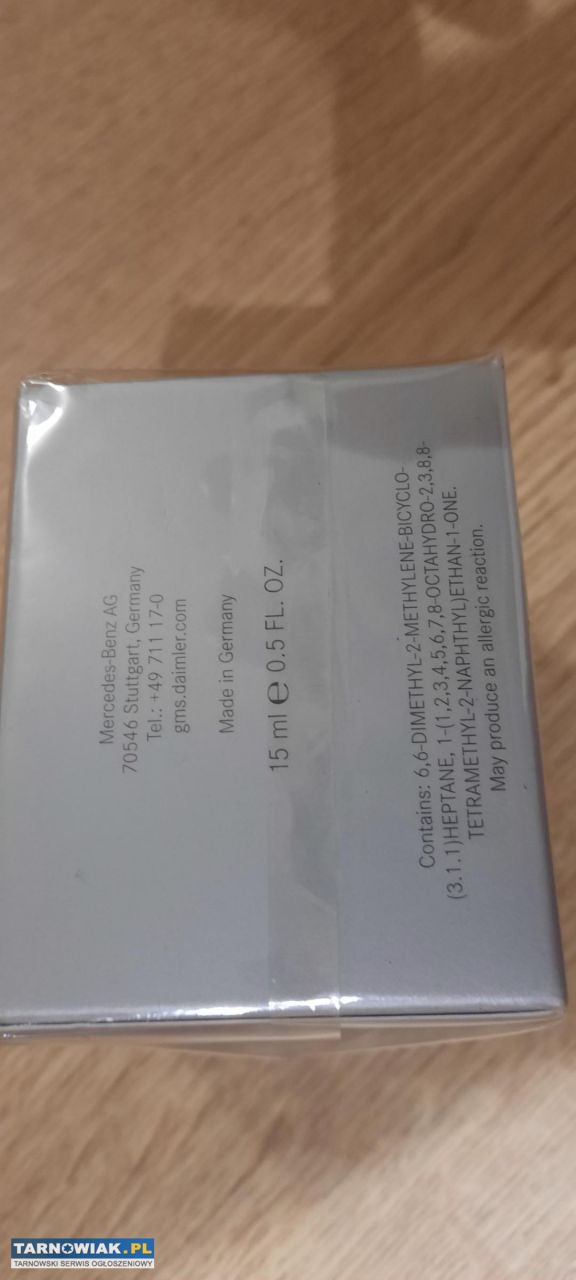 Mercedes-Benz AG
70546 Stuttgart, Germany
Tel.: +49 711 17-0
gms.daimler.com
Made in Germany
15 ml ℮ 0.5 FL. OZ.
Contains: 6,6-DIMETHYL-2-METHYLENE-BICYCLO-
(3.1.1)HEPTANE, 1-(1,2,3,4,5,6,7,8-OCTAHYDRO-2,3,8,8-
TETRAMETHYL-2-NAPHTHYL)ETHAN-1-ONE.
May produce an allergic reaction.
TARNOWIAK.PL
TARNOWSKI SERWIS OGŁOSZENIOWY